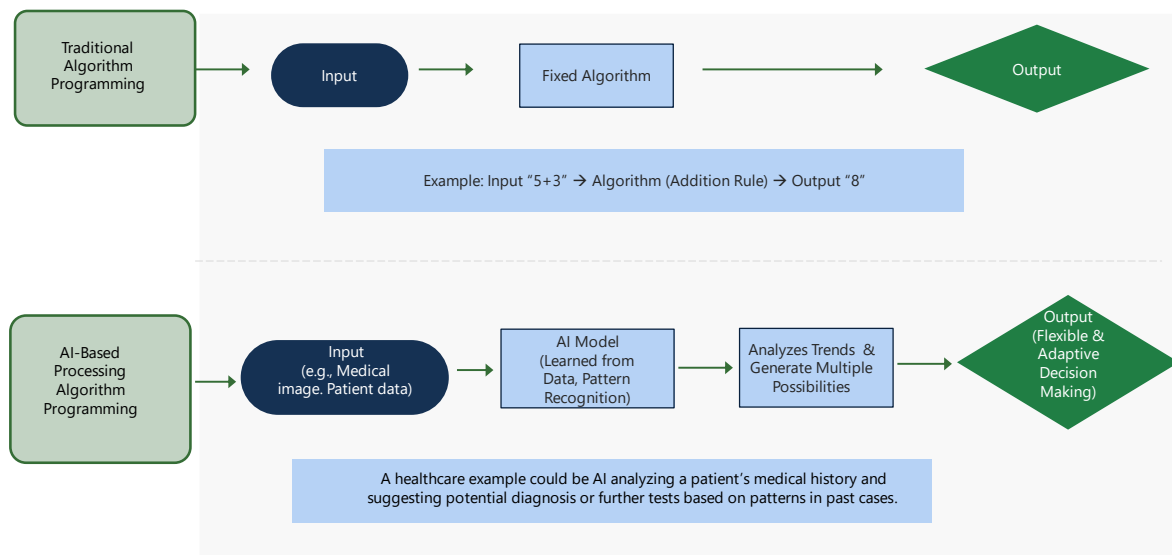 Traditional
Algorithm
Programming
Input
Fixed Algorithm
Output
Example: Input “5+3” → Algorithm (Addition Rule) → Output “8”
AI-Based
Processing
Algorithm
Programming
Input
(e.g., Medical
image. Patient data)
AI Model
(Learned from
Data, Pattern
Recognition)
Analyzes Trends &
Generate Multiple
Possibilities
Output
(Flexible &
Adaptive
Decision
Making)
A healthcare example could be AI analyzing a patient’s medical history and
suggesting potential diagnosis or further tests based on patterns in past cases.